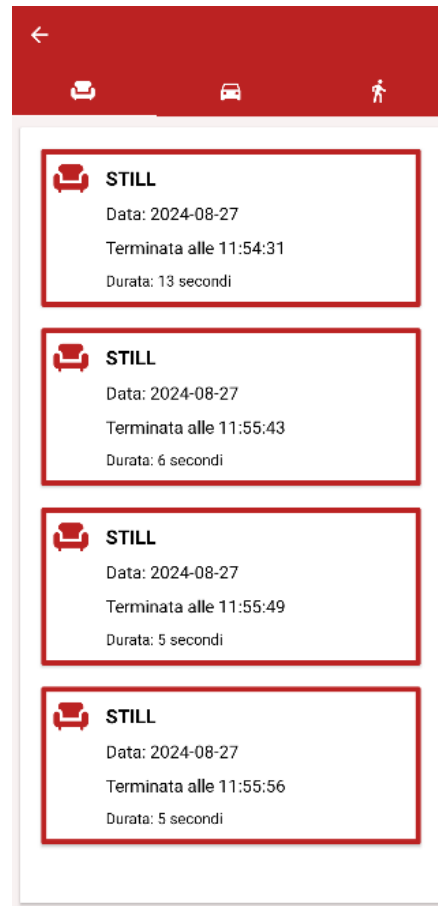 STILL
Data: 2024-08-27
Terminata alle 11:54:31
Durata: 13 secondi
STILL
Data: 2024-08-27
Terminata alle 11:55:43
Durata: 6 secondi
STILL
Data: 2024-08-27
Terminata alle 11:55:49
Durata: 5 secondi
STILL
Data: 2024-08-27
Terminata alle 11:55:56
Durata: 5 secondi